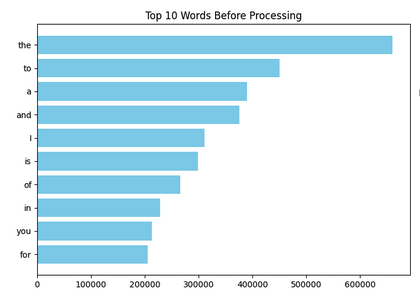 Top 10 Words Before Processing
the
to
a
and
I
is
of
in
you
for
0 100000 200000 300000 400000 500000 600000